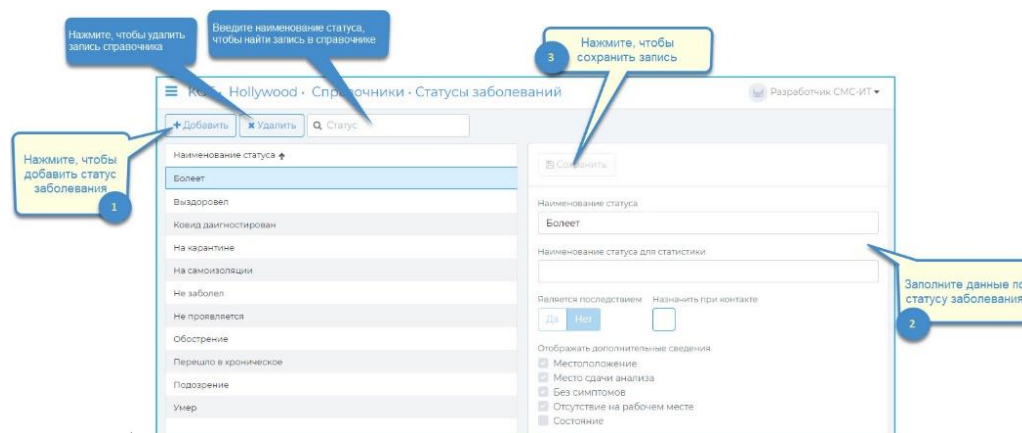 Нажмите, чтобы удалить
запись справочника
Введите наименование статуса,
чтобы найти запись в справочнике
3
Нажмите, чтобы
сохранить запись
Hollywood · Справочники · Статусы заболеваний
Разработчик СМС-ИТ
Добавить
Удалить
Статус
Нажмите, чтобы
добавить статус
заболевания
1
Наименование статуса
Болеет
Выздоровел
Ковид даигностирован
На карантине
На самоизоляции
Не заболел
Не проявляется
Обострение
Перешло в хроническое
Подозрение
Умер
Сохранить
Наименование статуса
Болеет
Наименование статуса для статистики
Является последствием
Назначить при контакте
Да
Нет
Отображать дополнительные сведения
Местоположение
Место сдачи анализа
Без симптомов
Отсутствие на рабочем месте
Состояние
Заполните данные по
статусу заболевания
2